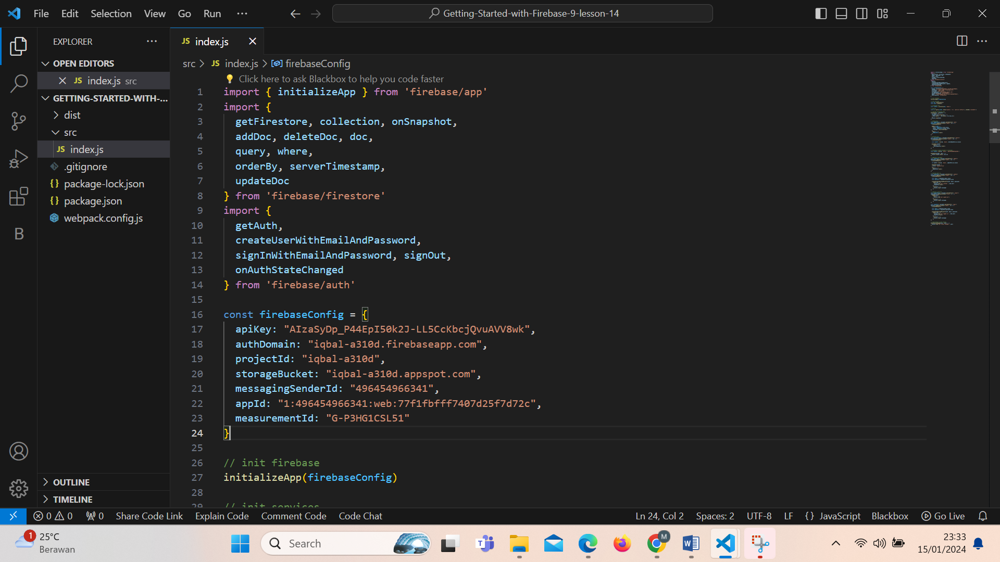 File Edit Selection View Go Run ···
Getting-Started-with-Firebase-9-lesson-14
EXPLORER
OPEN EDITORS
JS index.js src
GETTING-STARTED-WITH-...
dist
src
JS index.js
.gitignore
{} package-lock.json
{} package.json
webpack.config.js
B
OUTLINE
TIMELINE
JS index.js
src > JS index.js > firebaseConfig
Click here to ask Blackbox to help you code faster
1 import { initializeApp } from 'firebase/app'
2 import {
3 getFirestore, collection, onSnapshot,
4 addDoc, deleteDoc, doc,
5 query, where,
6 orderBy, serverTimestamp,
7 updateDoc
8 } from 'firebase/firestore'
9 import {
10 getAuth,
11 createUserWithEmailAndPassword,
12 signInWithEmailAndPassword, signOut,
13 onAuthStateChanged
14 } from 'firebase/auth'
15
16 const firebaseConfig = {
17 apiKey: "AIzaSyDp_P44EpI50k2J-LL5CcKbcjQvuAVV8wk",
18 authDomain: "iqbal-a310d.firebaseapp.com",
19 projectId: "iqbal-a310d",
20 storageBucket: "iqbal-a310d.appspot.com",
21 messagingSenderId: "496454966341",
22 appId: "1:496454966341:web:77f1fbfff7407d25f7d72c",
23 measurementId: "G-P3HG1CSL51"
24 }
25
26 // init firebase
27 initializeApp(firebaseConfig)
28
29 // init services
0 0 0 Share Code Link Explain Code Comment Code Code Chat Ln 24, Col 2 Spaces: 2 UTF-8 LF {} JavaScript Blackbox Go Live
1 25°C
Berawan
Search
M
23:33
15/01/2024